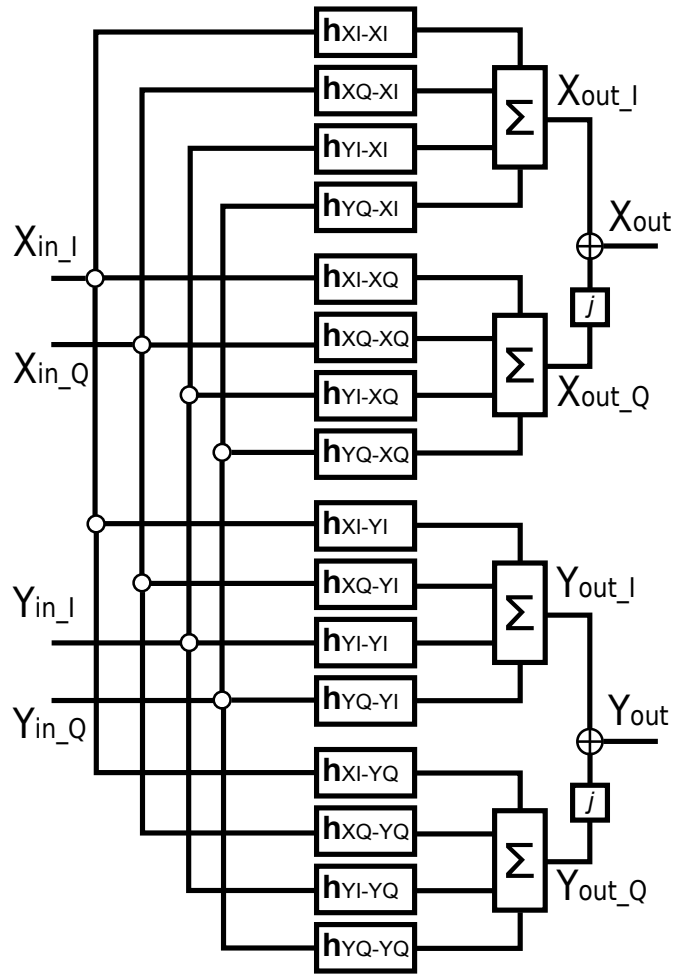 hXI-XI
hXQ-XI
Xout_I
Σ
hYI-XI
hYQ-XI
Xout
Xin_I
hXI-XQ
j
hXQ-XQ
Xin_Q
Σ
hYI-XQ
Xout_Q
hYQ-XQ
hXI-YI
hXQ-YI
Yout_I
Yin_I
Σ
hYI-YI
hYQ-YI
Yout
Yin_Q
hXI-YQ
j
hXQ-YQ
Σ
hYI-YQ
Yout_Q
hYQ-YQ